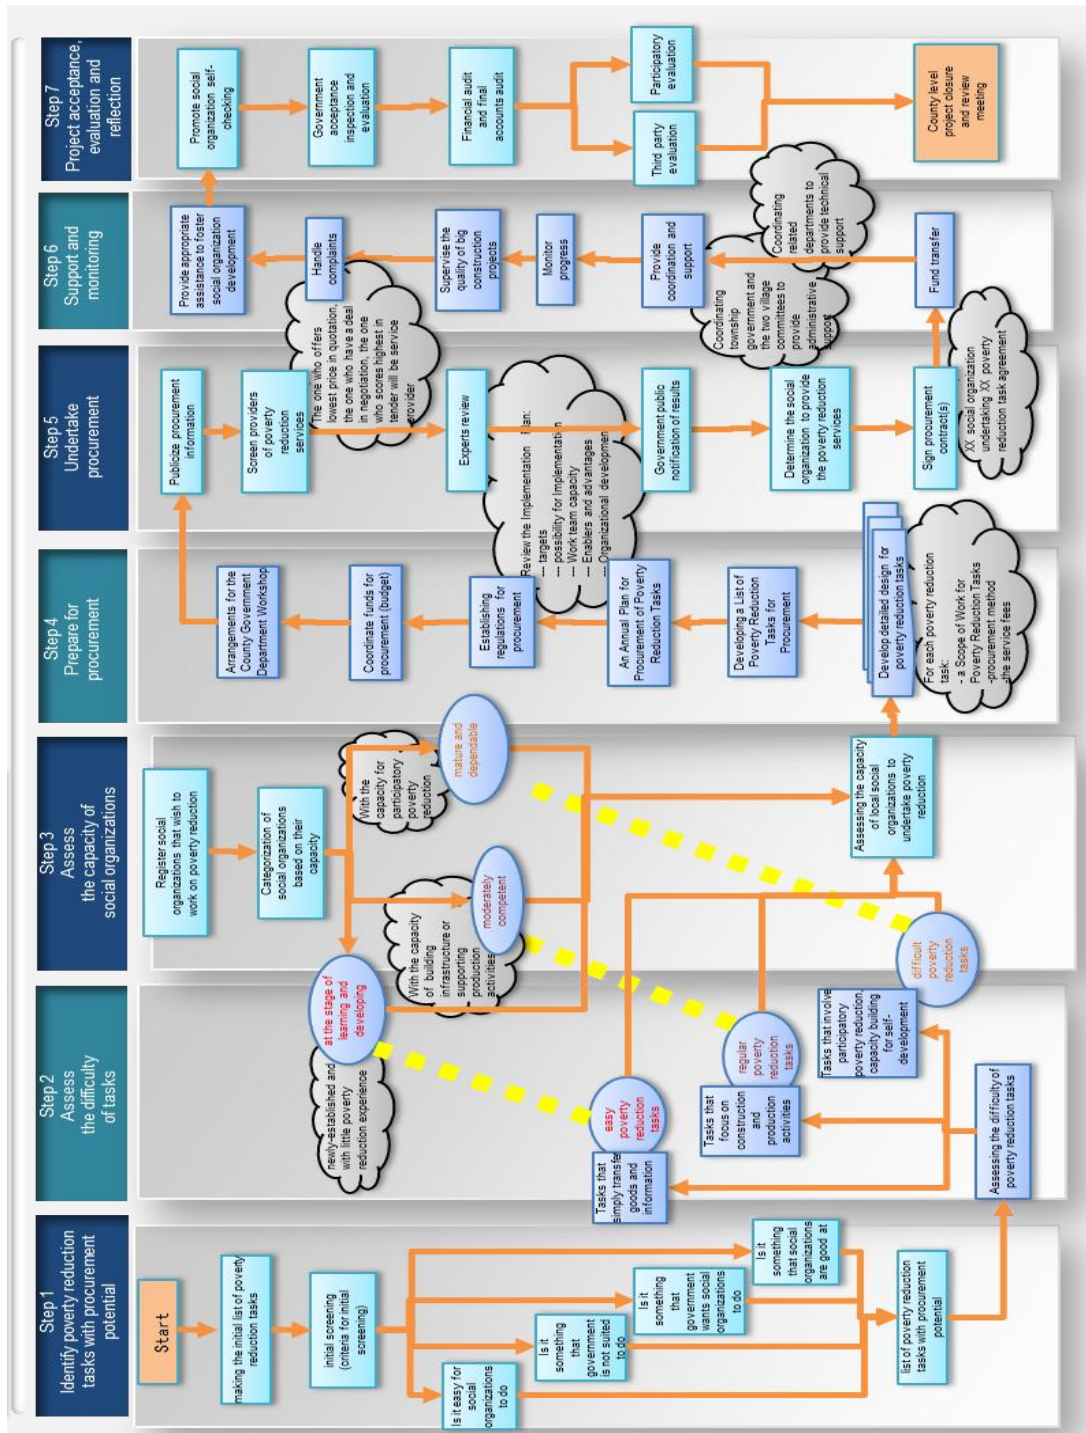 Step 1
Identify poverty reduction
tasks with procurement
potential
Start
making the initial list of poverty
reduction tasks
initial screening
(criteria for initial
screening)
Is it easy for
social
organizations
to do
Is it
something
that
government
is not suited
to do
Is it
something
that
government
wants social
organizations
to do
Is it
something
that social
organizations
are good at
list of poverty reduction
tasks with procurement
potential
Step 2
Assess
the difficulty
of tasks
newly-established and
with little poverty
reduction experience
at the stage of
learning and
developing
easy
poverty
reduction
tasks
Tasks that
simply transfer
goods and
information
regular
poverty
reduction
tasks
Tasks that
focus on
construction
and
production
activities
Tasks that involve
participatory
poverty reduction,
capacity building
for self-
development
Assessing the difficulty of
poverty reduction tasks
Step 3
Assess
the capacity of
social organizations
Register social
organizations that wish to
work on poverty reduction
Categorization of
social organizations
based on their
capacity
With the
capacity for
participatory
poverty
reduction
mature and
dependable
With the capacity
of building
infrastructure or
supporting
production
activities
moderately
competent
Assessing the capacity
of local social
organizations to
undertake poverty
reduction
difficult
poverty
reduction
tasks
Step 4
Prepare for
procurement
Arrangements for the
County Government
Department Workshop
Coordinate funds for
procurement (budget)
Establishing
regulations for
procurement
An Annual Plan for
Procurement of Poverty
Reduction Tasks
Developing a List of
Poverty Reduction
Tasks for
Procurement
Develop detailed design for
poverty reduction tasks
For each poverty reduction
task:
- a Scope of Work for
Poverty Reduction Tasks
-procurement method
-the service fees
Step 5
Undertake
procurement
Publicize procurement
information
Screen providers
of poverty
reduction
services
The one who offers
lowest price in quotation,
the one who have a deal
in negotiation, the one
who scores highest in
tender will be service
provider
Experts review
Review the Implementation Plan:
--- targets
--- possibility for Implementation
--- Work team capacity
--- Enablers and advantages
--- Organizational development
Government public
notification of results
Determine the social
organization to provide
the poverty reduction
services
Sign procurement
contract(s)
XX social organization
undertaking XX poverty
reduction task agreement
Step 6
Support and
monitoring
Provide appropriate
assistance to foster
social organization
development
Handle
complaints
Supervise the
quality of big
construction
projects
Monitor
progress
Provide
coordination and
support
Coordinating
township
government and
the two village
committees to
provide
administrative
support
Coordinating
related
departments to
provide technical
support
Fund transfer
Step 7
Project acceptance,
evaluation and
reflection
Promote social
organization self-
checking
Government
acceptance
inspection and
evaluation
Financial audit
and final
accounts audit
Third party
evaluation
Participatory
evaluation
County level
project closure
and review
meeting